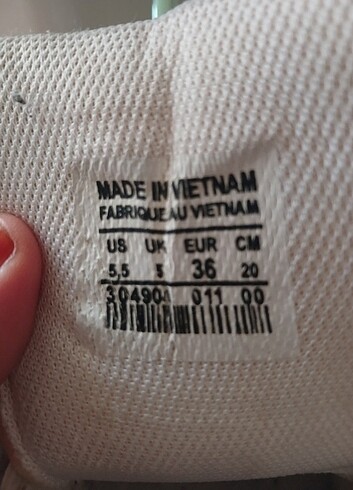 MADE IN VIETNAM
FABRIQUE AU VIETNAM
US UK EUR CM
5,5 5 36 20
304904 011 00